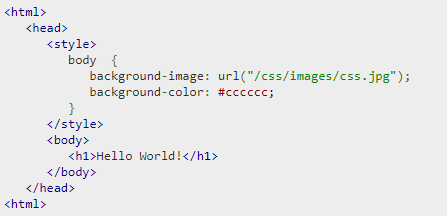 <html>
<head>
<style>
body {
background-image: url("/css/images/css.jpg");
background-color: #cccccc;
}
</style>
<body>
<h1>Hello World!</h1>
</body>
</head>
<html>